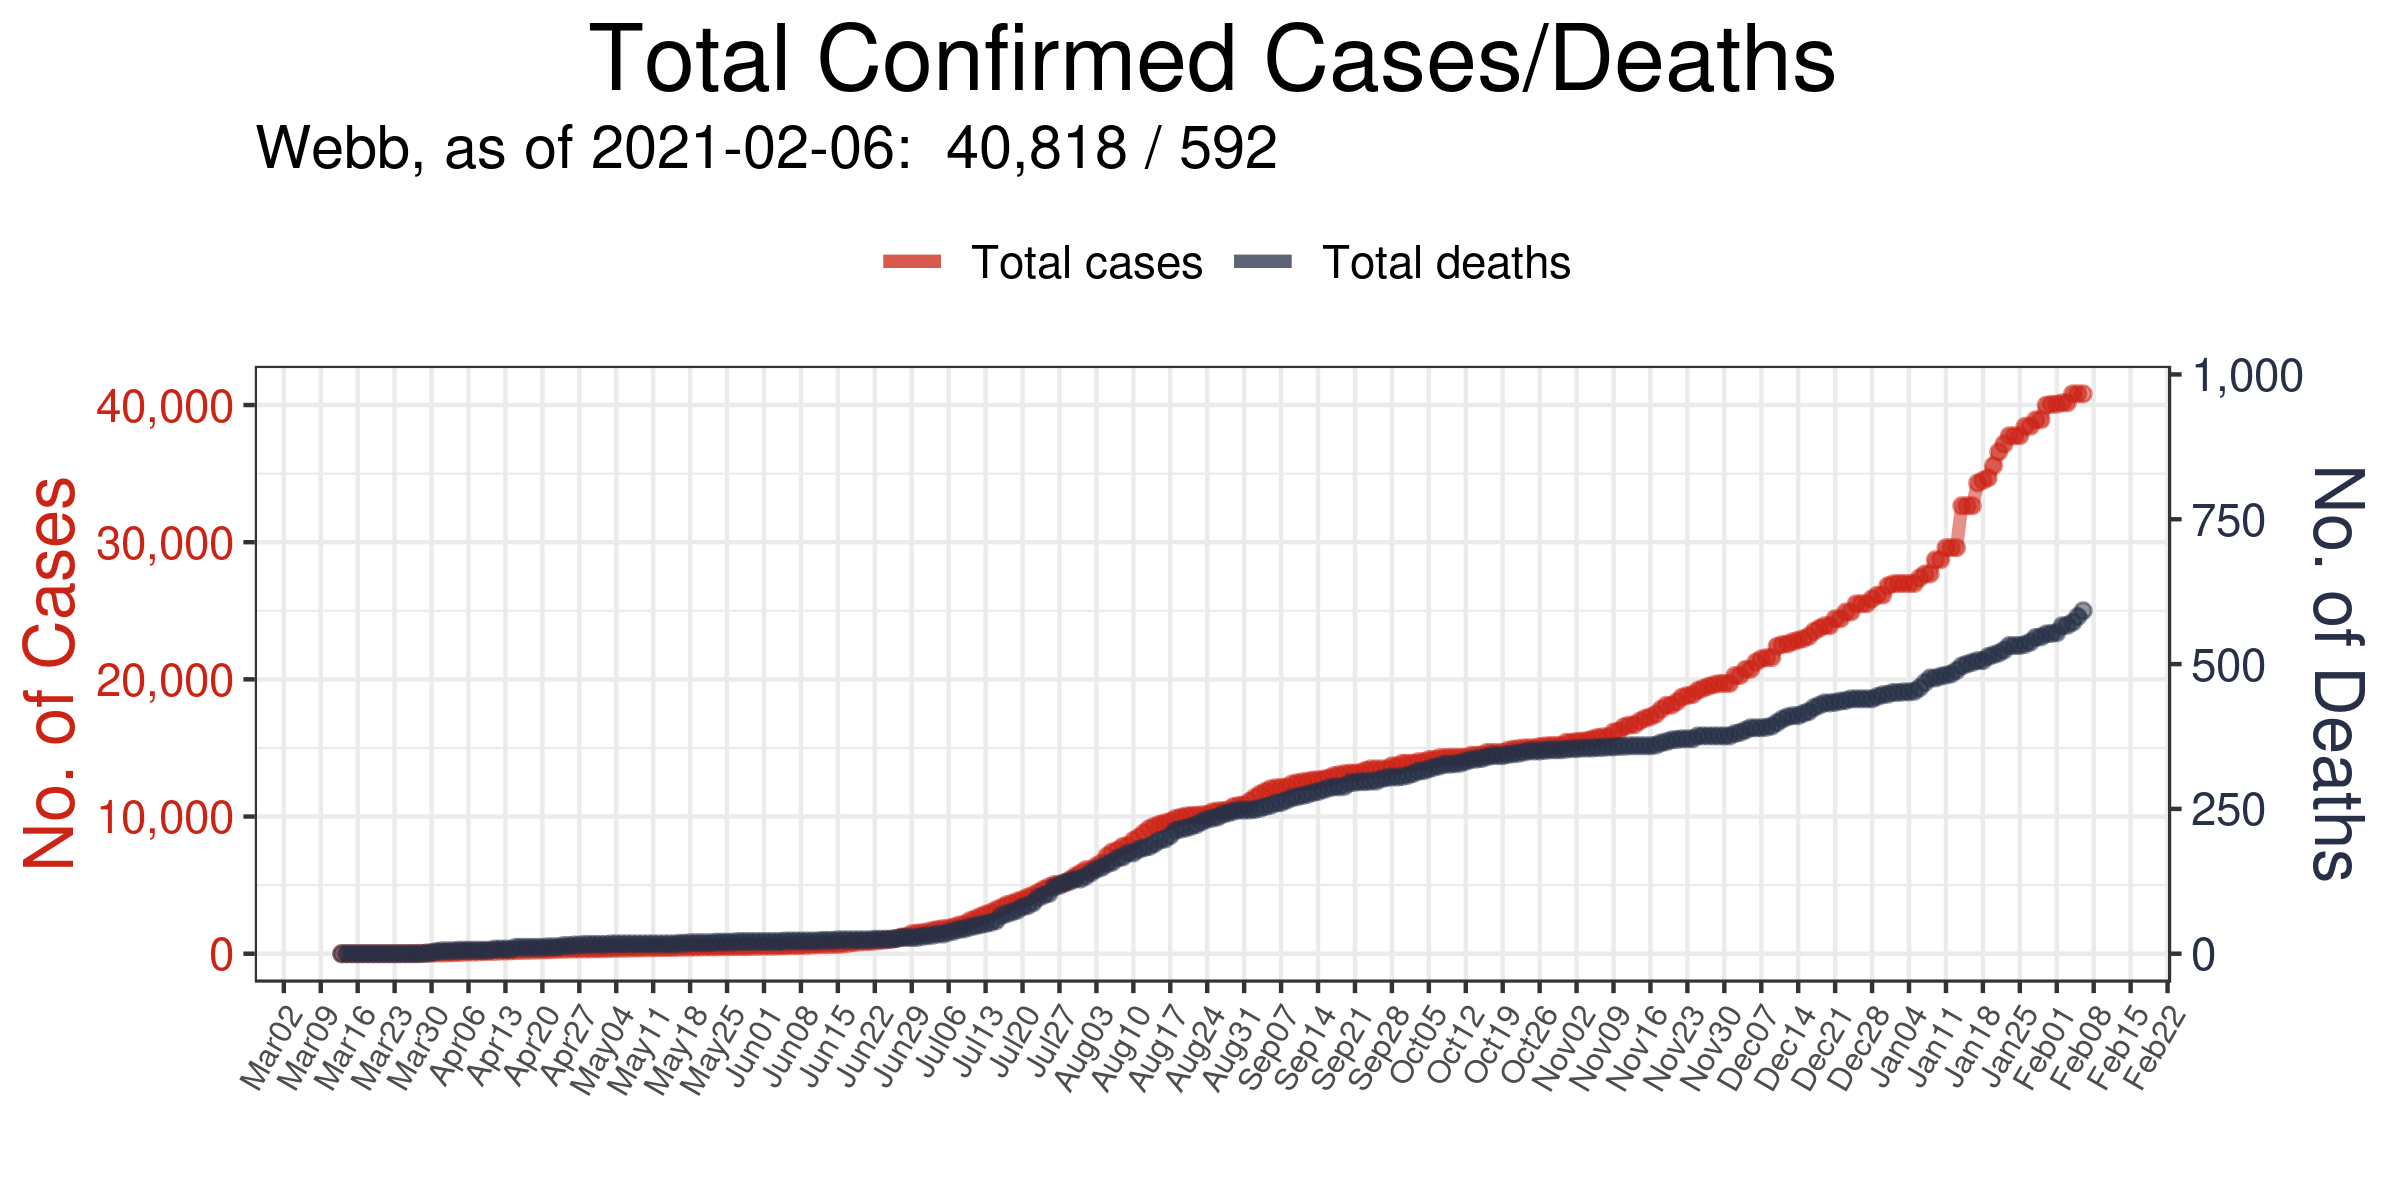 Total Confirmed Cases/Deaths
Webb, as of 2021-02-06:  40,818 / 592
Total cases
Total deaths
No. of Cases
40,000
30,000
20,000
10,000
0
1,000
750
500
250
0
No. of Deaths
Mar02
Mar09
Mar16
Mar23
Mar30
Apr06
Apr13
Apr20
Apr27
May04
May11
May18
May25
Jun01
Jun08
Jun15
Jun22
Jun29
Jul06
Jul13
Jul20
Jul27
Aug03
Aug10
Aug17
Aug24
Aug31
Sep07
Sep14
Sep21
Sep28
Oct05
Oct12
Oct19
Oct26
Nov02
Nov09
Nov16
Nov23
Nov30
Dec07
Dec14
Dec21
Dec28
Jan04
Jan11
Jan18
Jan25
Feb01
Feb08
Feb15
Feb22